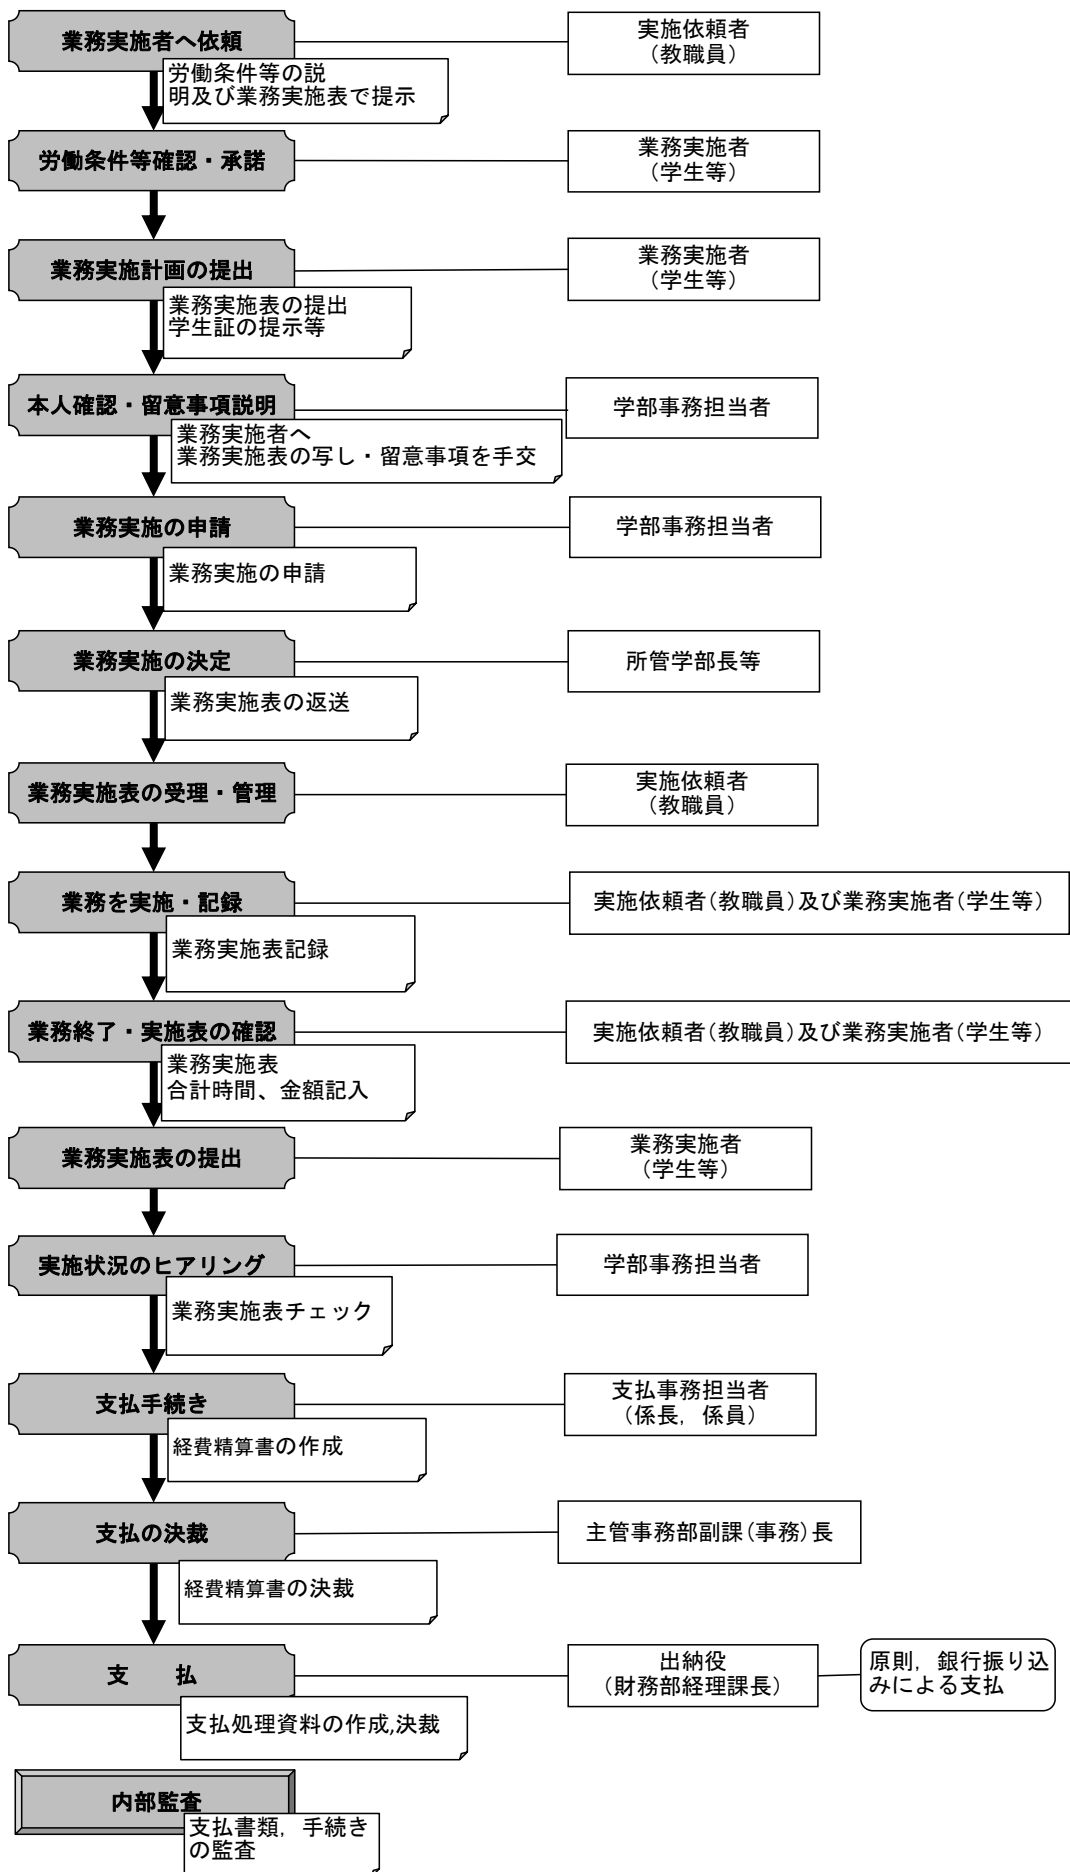 業務実施者へ依頼
実施依頼者
（教職員）
労働条件等の説
明及び業務実施表で提示
労働条件等確認・承諾
業務実施者
（学生等）
業務実施計画の提出
業務実施者
（学生等）
業務実施表の提出
学生証の提示等
本人確認・留意事項説明
学部事務担当者
業務実施者へ
業務実施表の写し・留意事項を手交
業務実施の申請
学部事務担当者
業務実施の申請
業務実施の決定
所管学部長等
業務実施表の返送
業務実施表の受理・管理
実施依頼者
（教職員）
業務を実施・記録
実施依頼者（教職員）及び業務実施者（学生等）
業務実施表記録
業務終了・実施表の確認
実施依頼者（教職員）及び業務実施者（学生等）
業務実施表
合計時間、金額記入
業務実施表の提出
業務実施者
（学生等）
実施状況のヒアリング
学部事務担当者
業務実施表チェック
支払手続き
支払事務担当者
（係長，係員）
経費精算書の作成
支払の決裁
主管事務部副課（事務）長
経費精算書の決裁
支　　払
出納役
（財務部経理課長）
原則，銀行振り込
みによる支払
支払処理資料の作成,決裁
内部監査
支払書類，手続き
の監査